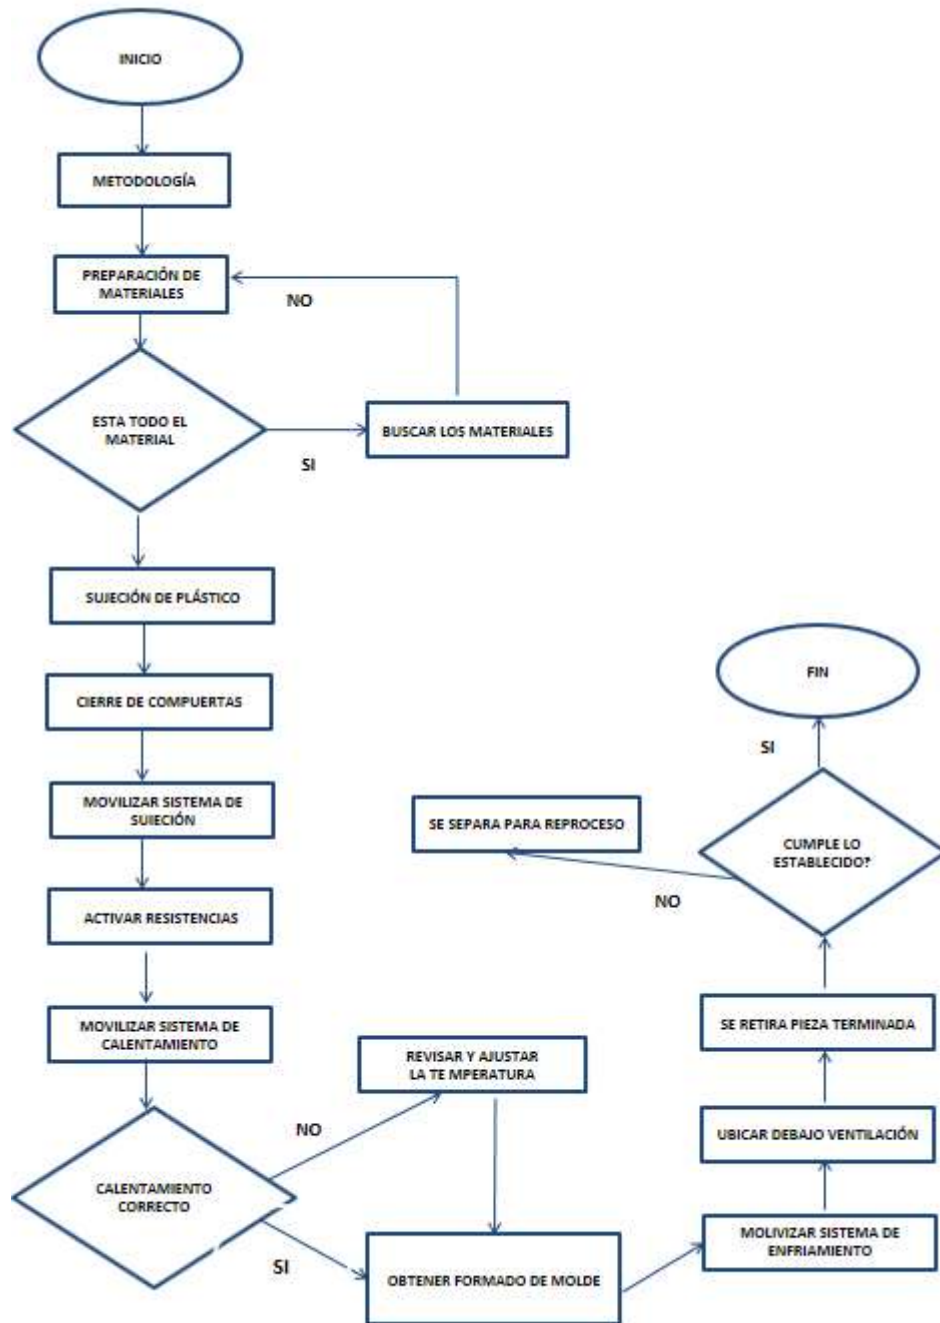 INICIO
METODOLOGÍA
PREPARACIÓN DE
MATERIALES
NO
ESTA TODO EL
MATERIAL
BUSCAR LOS MATERIALES
SI
SUJECIÓN DE PLÁSTICO
CIERRE DE COMPUERTAS
MOVILIZAR SISTEMA DE
SUJECIÓN
ACTIVAR RESISTENCIAS
MOVILIZAR SISTEMA DE
CALENTAMIENTO
REVISAR Y AJUSTAR
LA TE MPERATURA
NO
CALENTAMIENTO
CORRECTO
SI
OBTENER FORMADO DE MOLDE
MOLIVIZAR SISTEMA DE
ENFRIAMIENTO
UBICAR DEBAJO VENTILACIÓN
SE RETIRA PIEZA TERMINADA
CUMPLE LO
ESTABLECIDO?
NO
SE SEPARA PARA REPROCESO
SI
FIN